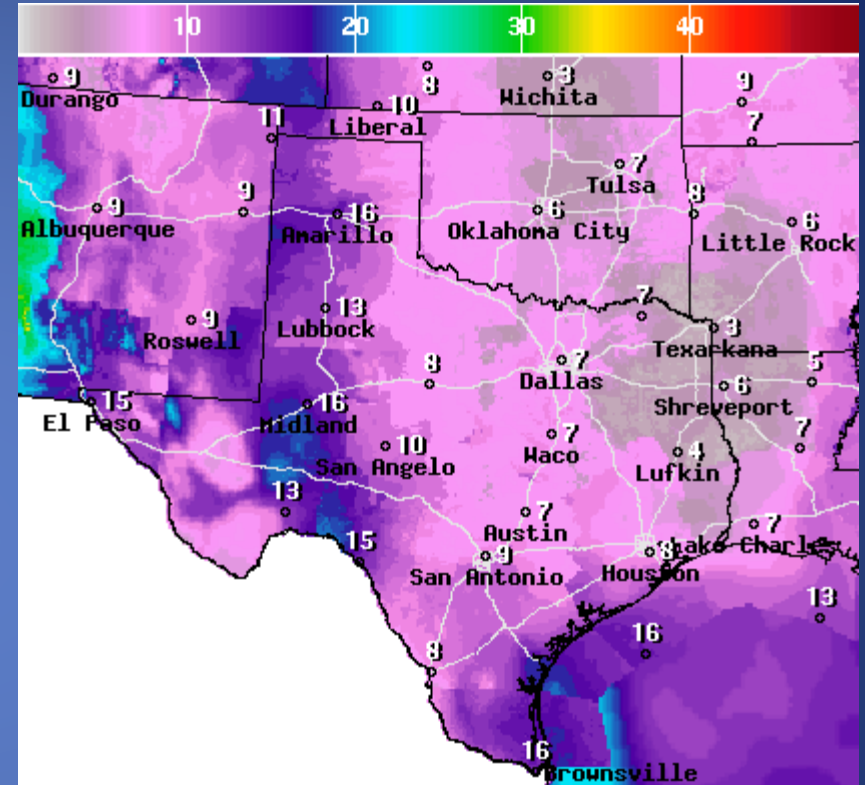 10 20 30 40
9 8 3 9
Durango Wichita
10
Liberal
11 7
7
Tulsa
9 9 16 6 8 6
Albuquerque Amarillo Oklahoma City Little Rock
9 13 7 3
Roswell Lubbock Texarkana
7
Dallas
8 6 5
Shreveport
15 16
El Paso Midland
10 7 4 7
San Angelo Waco Lufkin
13 7 7
Austin Lake Charles
15 9 8
San Antonio Houston
13
16
8
16
Brownsville